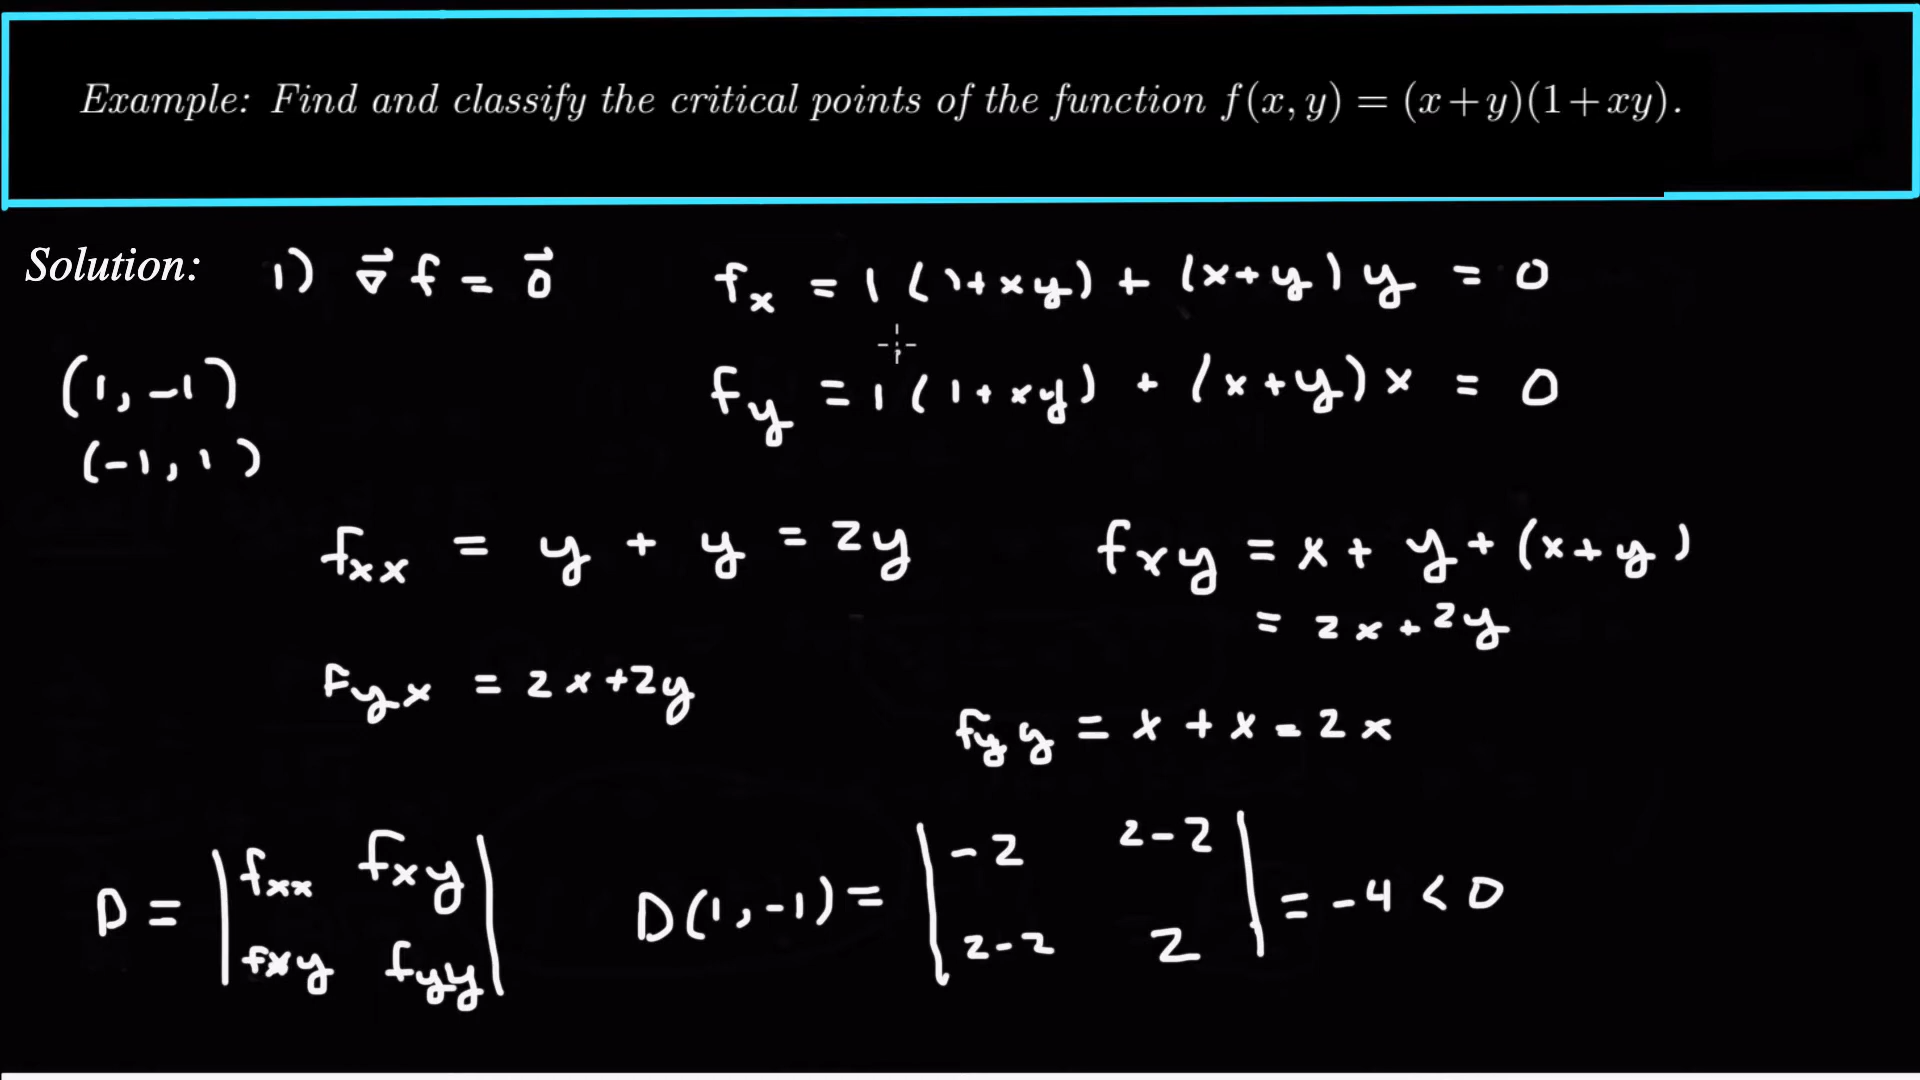 Example: Find and classify the critical points of the function f(x, y) = (x+y)(1+xy).
Solution: 1) ∇⃗ f = 0⃗
f_x = 1 (1+xy) + (x+y) y = 0
(1, -1)
f_y = 1 (1+xy) + (x+y) x = 0
(-1, 1)
f_xx = y + y = 2y
f_xy = x + y + (x+y)
= 2x+2y
f_yx = 2x+2y
f_yy = x + x = 2x
D = | f_xx f_xy |
| f_xy f_yy |
D(1, -1) = | -2 2-2 |
| 2-2 2 | = -4 < 0